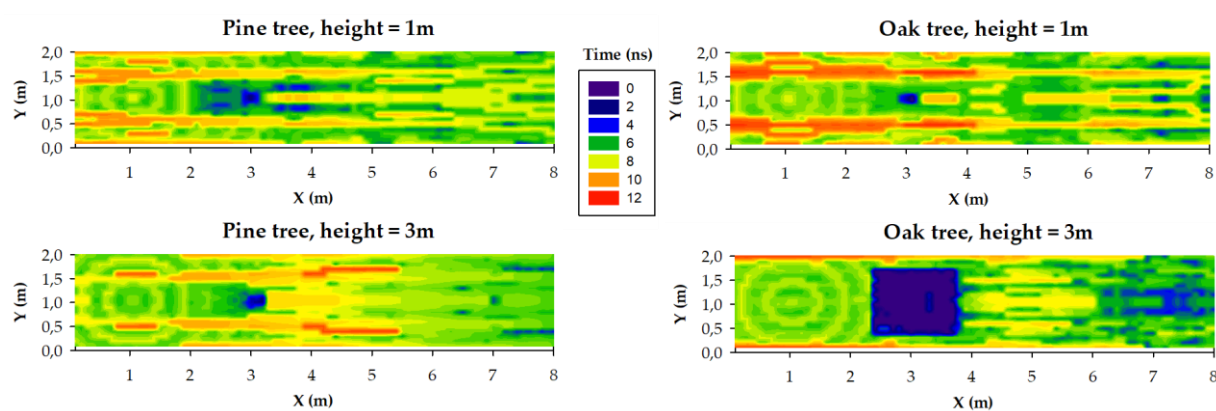 Pine tree, height = 1m
2,0
1,5
1,0
0,5
0,0
Y (m)
1 2 3 4 5 6 7 8
X (m)
Time (ns)
0
2
4
6
8
10
12
Oak tree, height = 1m
2,0
1,5
1,0
0,5
0,0
Y (m)
1 2 3 4 5 6 7 8
X (m)
Pine tree, height = 3m
2,0
1,5
1,0
0,5
0,0
Y (m)
1 2 3 4 5 6 7 8
X (m)
Oak tree, height = 3m
2,0
1,5
1,0
0,5
0,0
Y (m)
1 2 3 4 5 6 7 8
X (m)